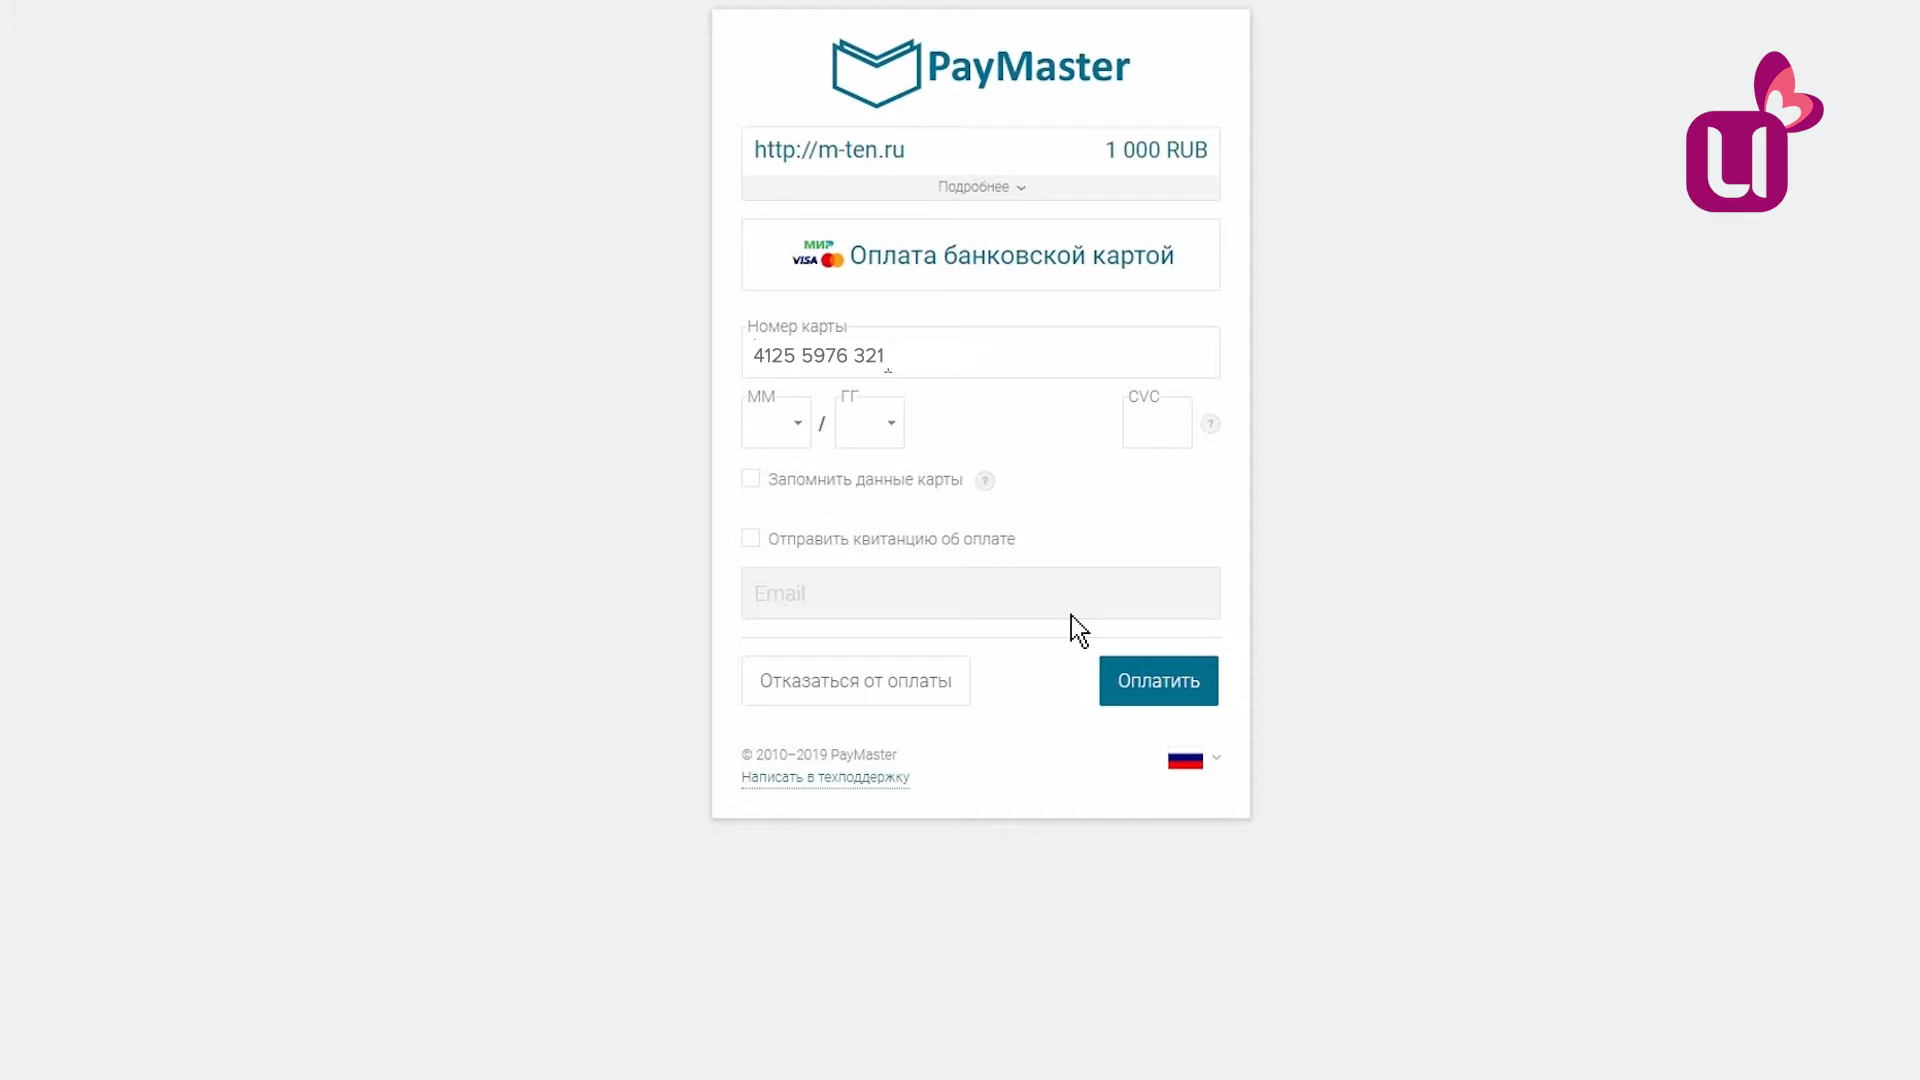 PayMaster
http://m-ten.ru 1 000 RUB
Подробнее
МИР
VISA
Оплата банковской картой
Номер карты
4125 5976 321
ММ / ГГ CVC ?
Запомнить данные карты ?
Отправить квитанцию об оплате
Email
Отказаться от оплаты Оплатить
© 2010–2019 PayMaster
Написать в техподдержку